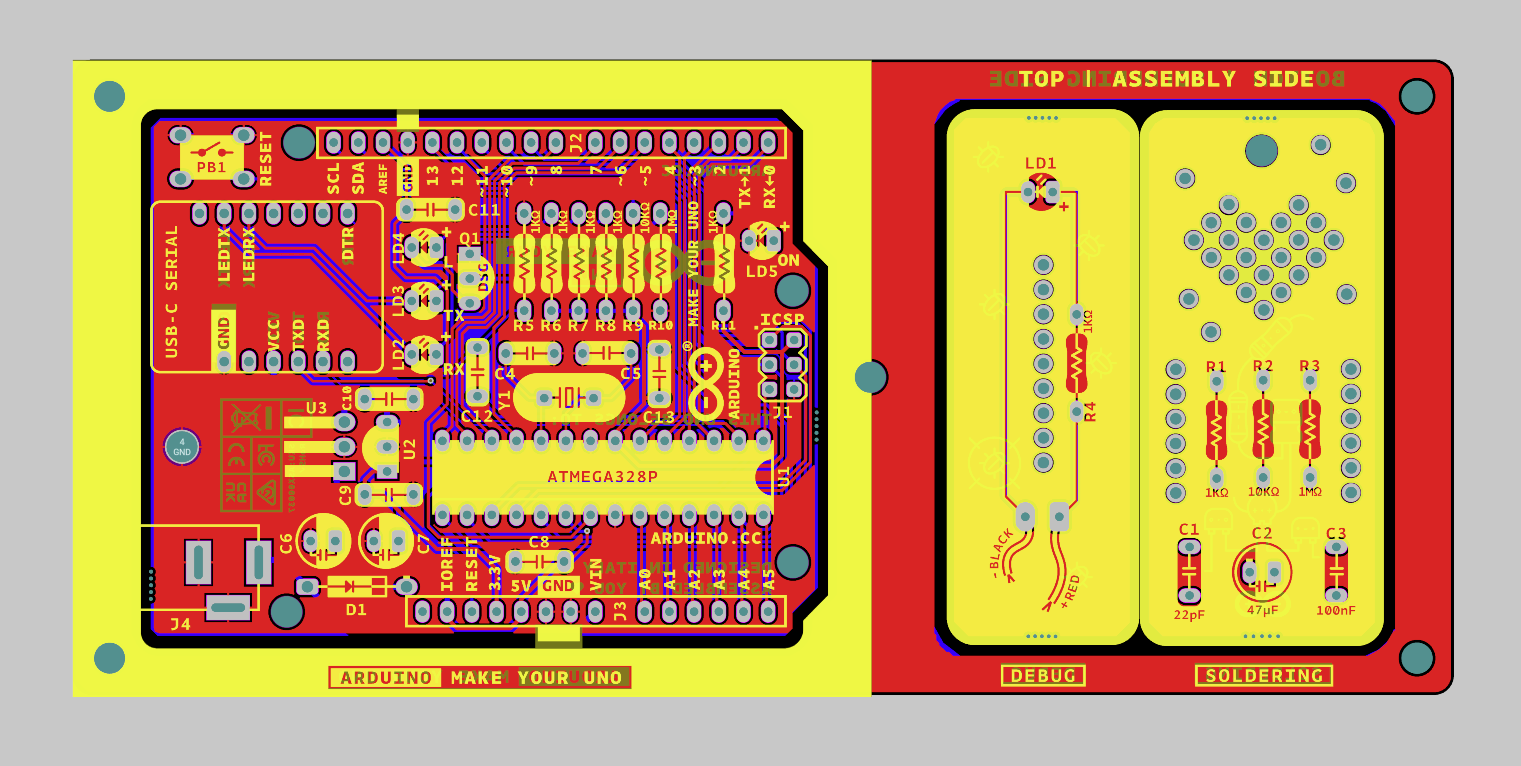 TOP | ASSEMBLY SIDE
PB1
RESET
J2
SCL
SDA
AREF
GND
13
12
~11
~10
~9
8
7
~6
~5
4
~3
2
TX→1
RX←0
C11
1KΩ
1KΩ
1KΩ
1KΩ
10KΩ
1MΩ
1KΩ
MAKE YOUR UNO
USB-C SERIAL
LEDTX
LEDRX
DTR
GND
VCC
TXD
RXD
LD4
+
L
Q1
DSG
LD3
+
TX
LD2
+
RX
+
ON
LD5
R5 R6 R7 R8 R9 R10 R11
.ICSP
J1
ARDUINO
®
C4
C5
C12
Y1
C13
C10
U3
U2
C9
4
GND
ATMEGA328P
U1
C6
C7
C8
D1
J4
IOREF
RESET
3.3V
5V
GND
VIN
J3
ARDUINO.CC
A0
A1
A2
A3
A4
A5
ARDUINO MAKE YOUR UNO
LD1
+
1KΩ
R4
-BLACK
+RED
DEBUG
R1 R2 R3
1KΩ 10KΩ 1MΩ
C1 C2 C3
22pF 47µF 100nF
SOLDERING